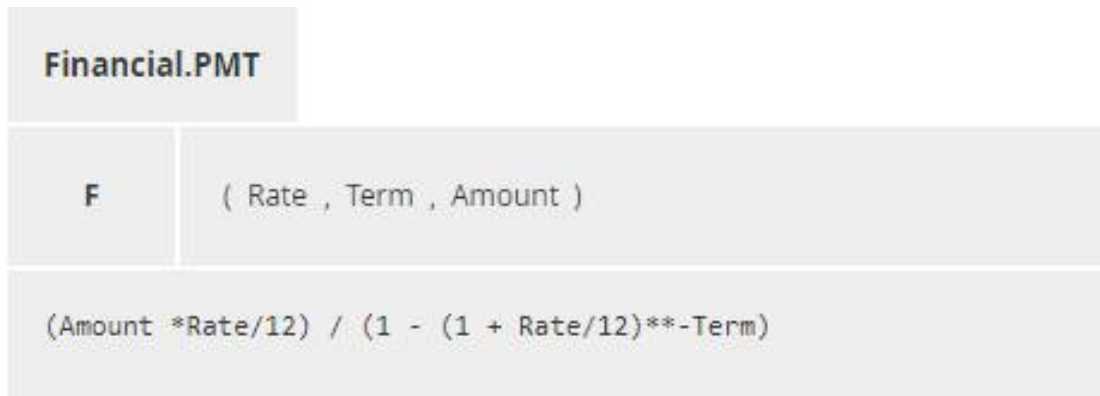 Financial.PMT
F ( Rate , Term , Amount )
(Amount *Rate/12) / (1 - (1 + Rate/12)**-Term)